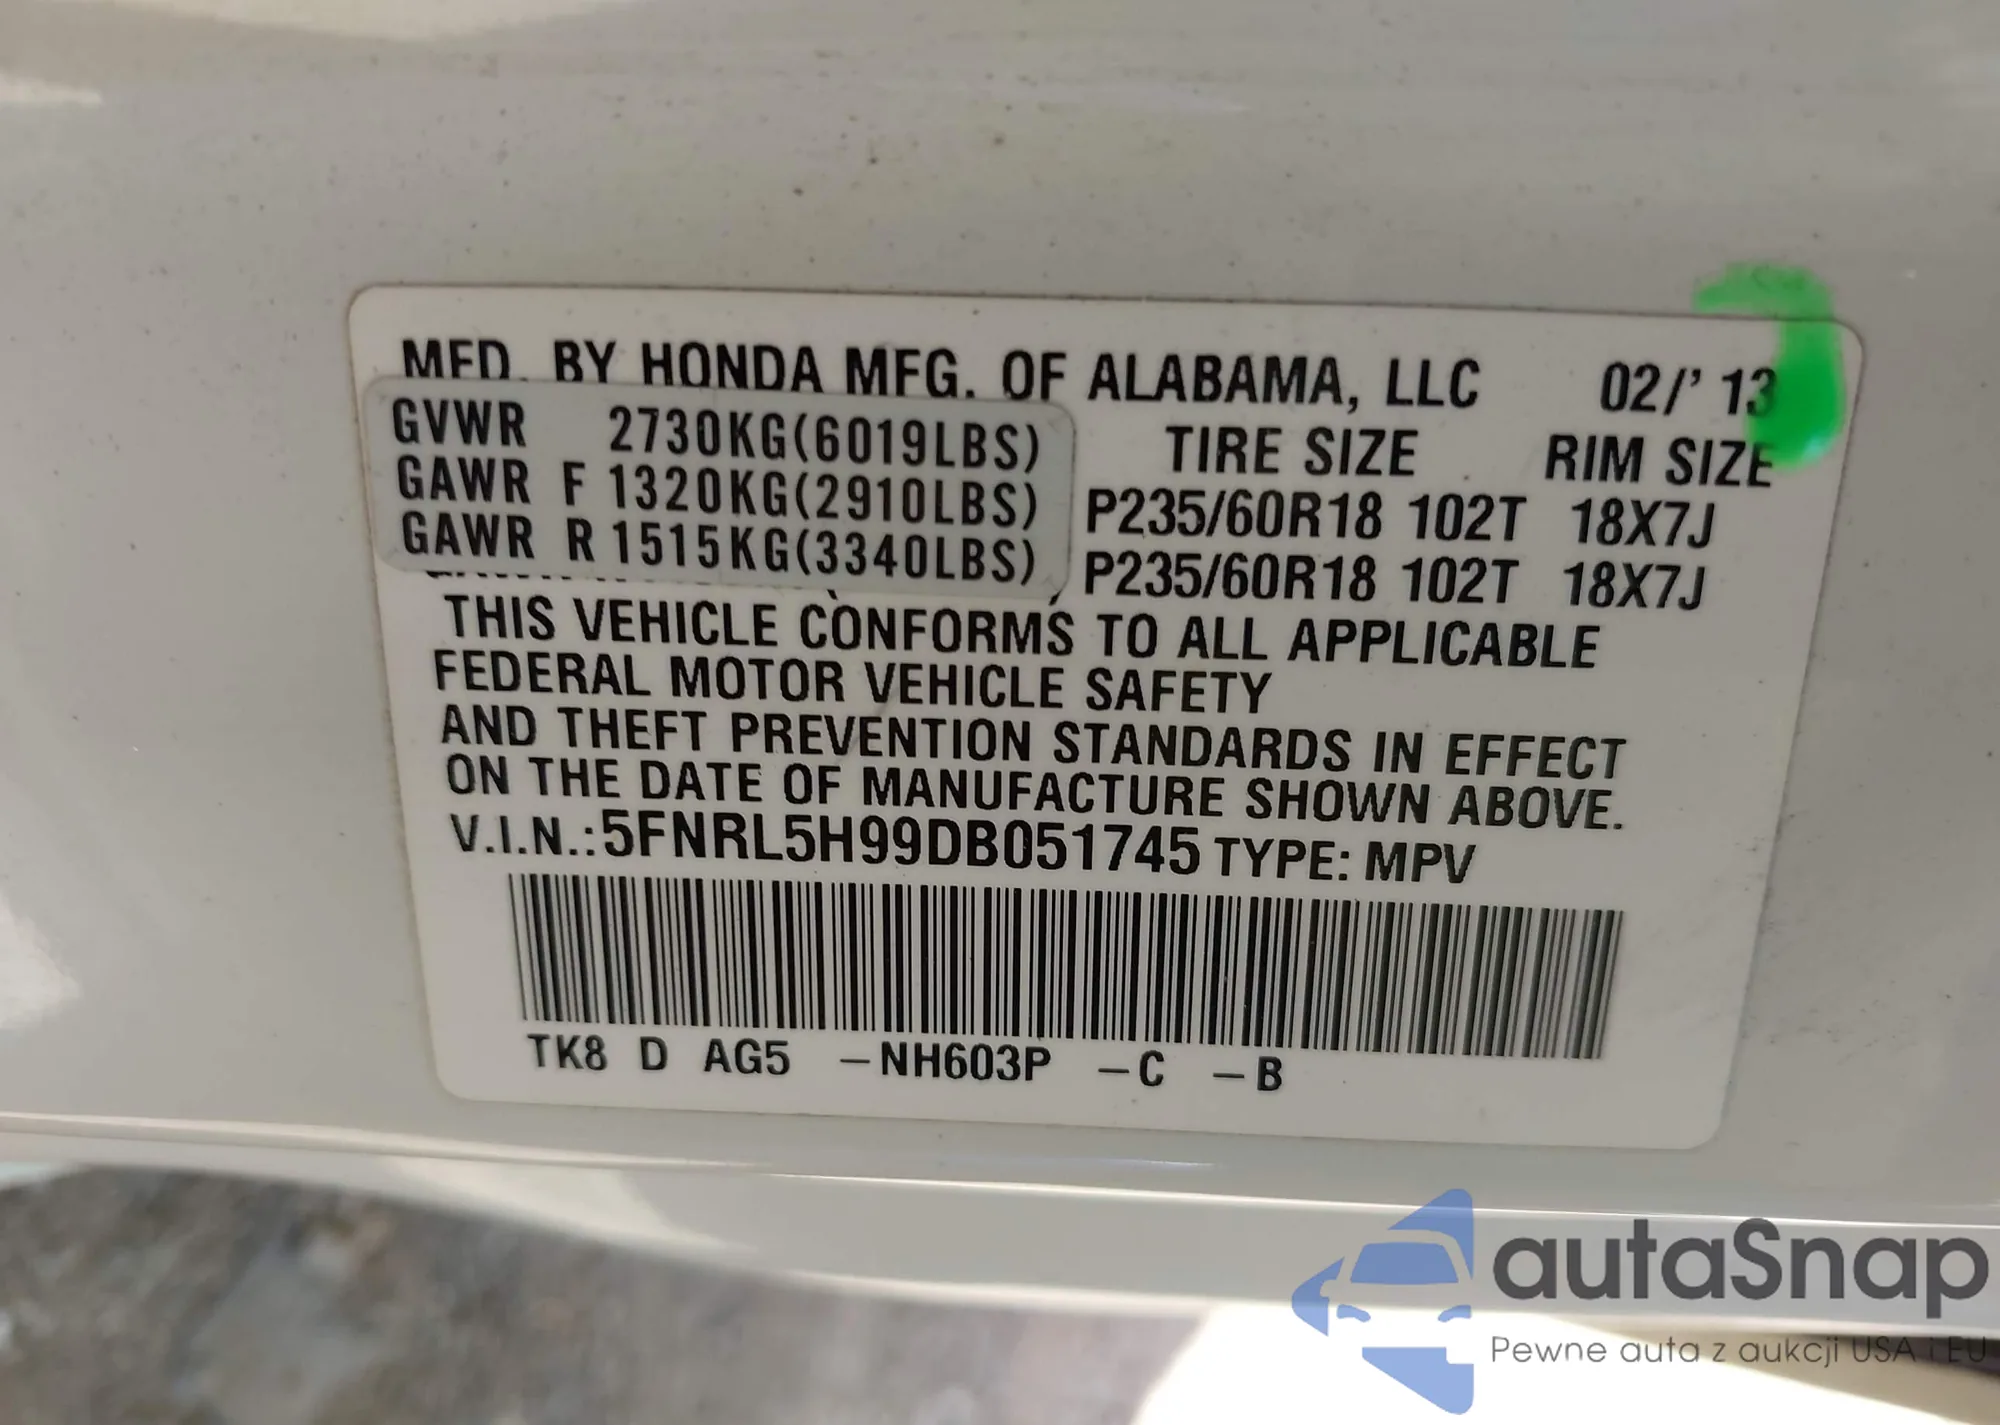 MFD. BY HONDA MFG. OF ALABAMA, LLC 02/'13
GVWR 2730KG(6019LBS) TIRE SIZE RIM SIZE
GAWR F 1320KG(2910LBS) P235/60R18 102T 18X7J
GAWR R 1515KG(3340LBS) P235/60R18 102T 18X7J
THIS VEHICLE CONFORMS TO ALL APPLICABLE
FEDERAL MOTOR VEHICLE SAFETY
AND THEFT PREVENTION STANDARDS IN EFFECT
ON THE DATE OF MANUFACTURE SHOWN ABOVE.
V.I.N.:5FNRL5H99DB051745 TYPE: MPV
TK8 D AG5 –NH603P –C –B
autaSnap
Pewne auta z aukcji USA i EU